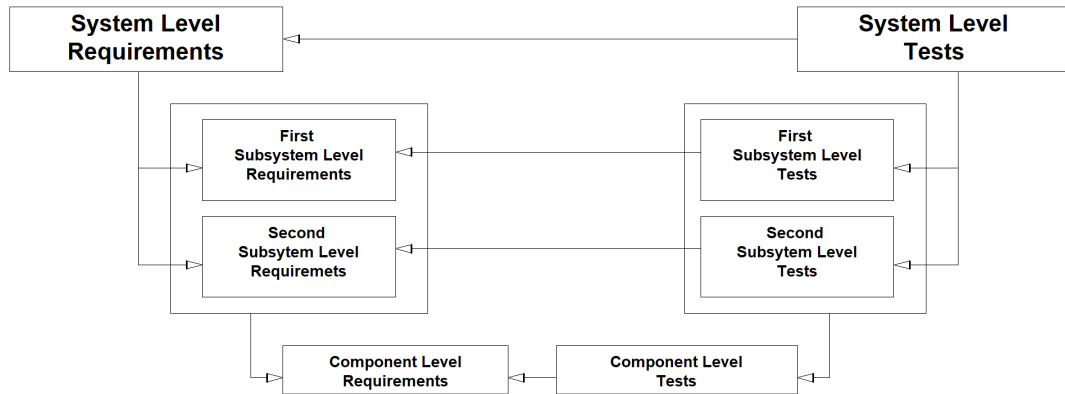 System Level
Requirements
System Level
Tests
First
Subsystem Level
Requirements
First
Subsystem Level
Tests
Second
Subsytem Level
Requiremets
Second
Subsytem Level
Tests
Component Level
Requirements
Component Level
Tests